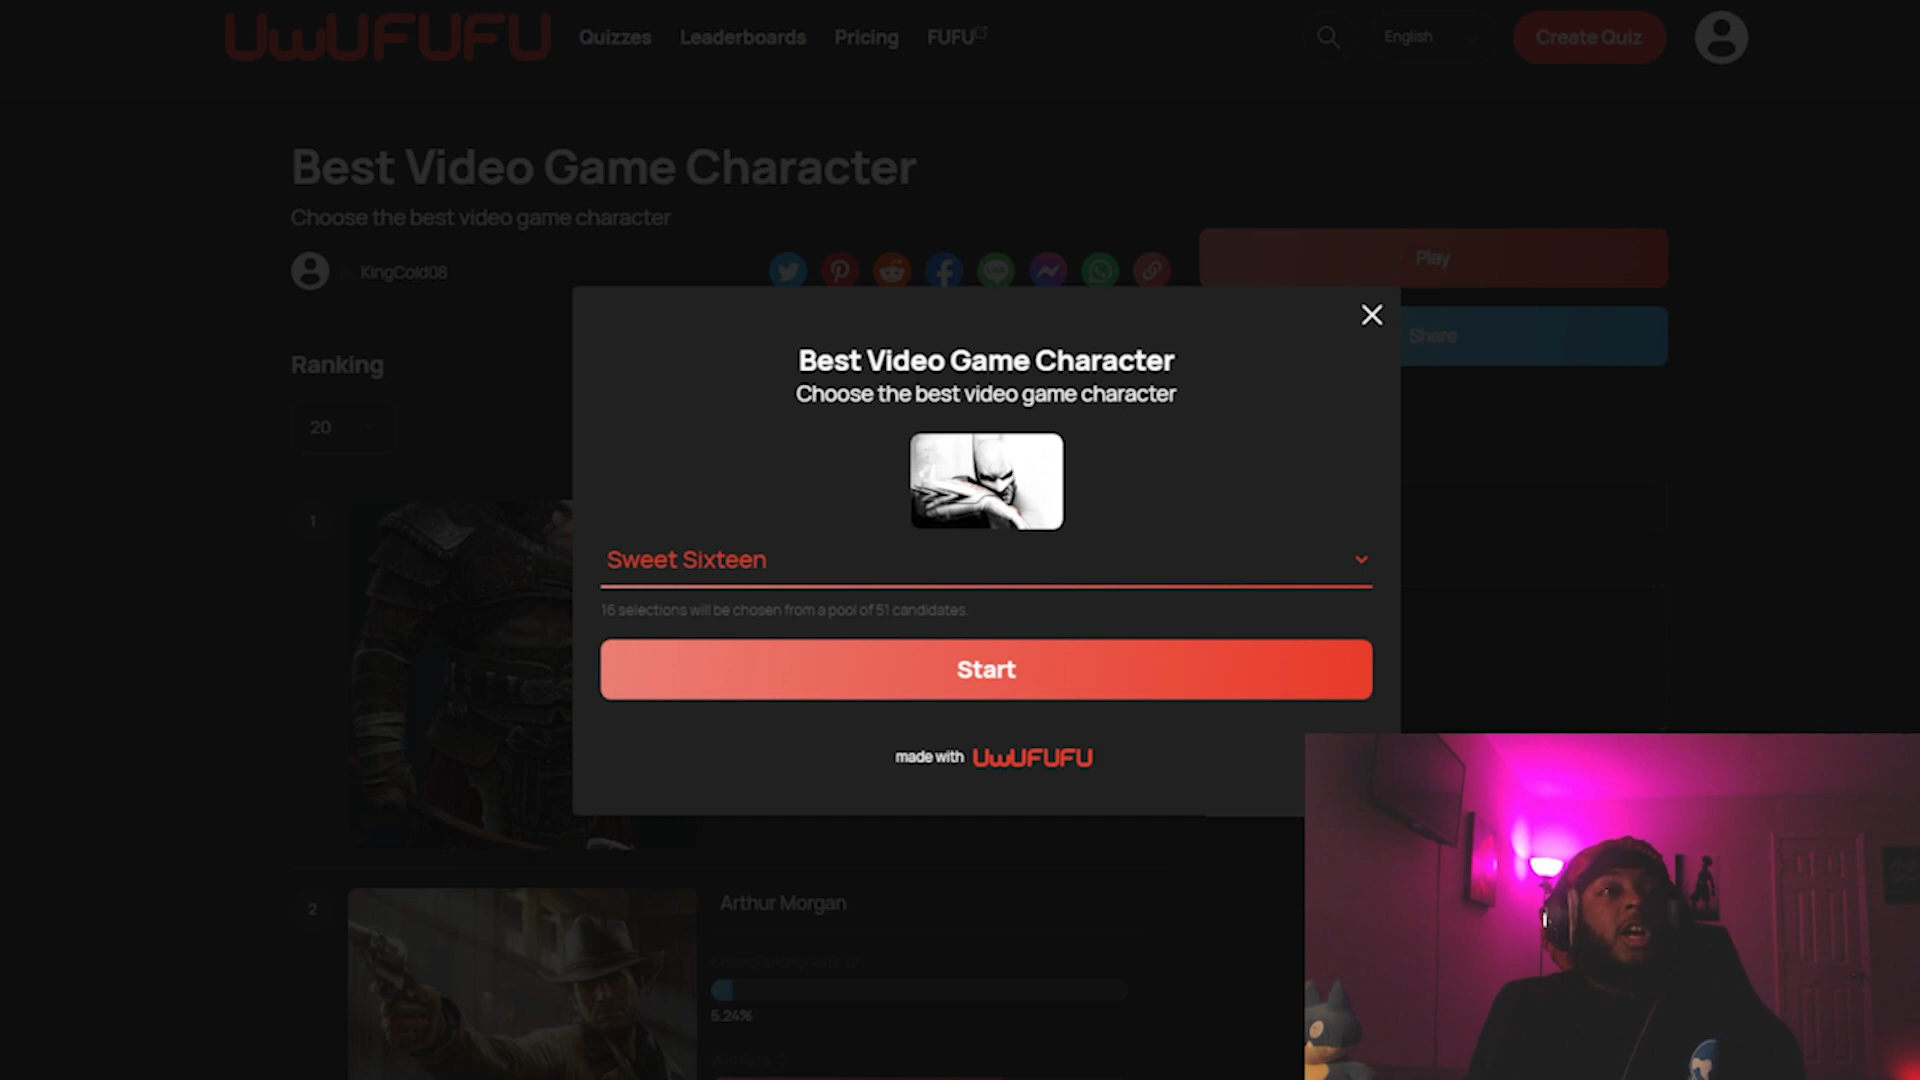 UwUFUFU
Quizzes
Leaderboards
Pricing
FUFU
English
Create Quiz
Best Video Game Character
Choose the best video game character
By KingCold08
Play
Share
Ranking
20
1
Best Video Game Character
Choose the best video game character
Sweet Sixteen
16 selections will be chosen from a pool of 51 candidates.
Start
made with UwUFUFU
2
Arthur Morgan
5.24%